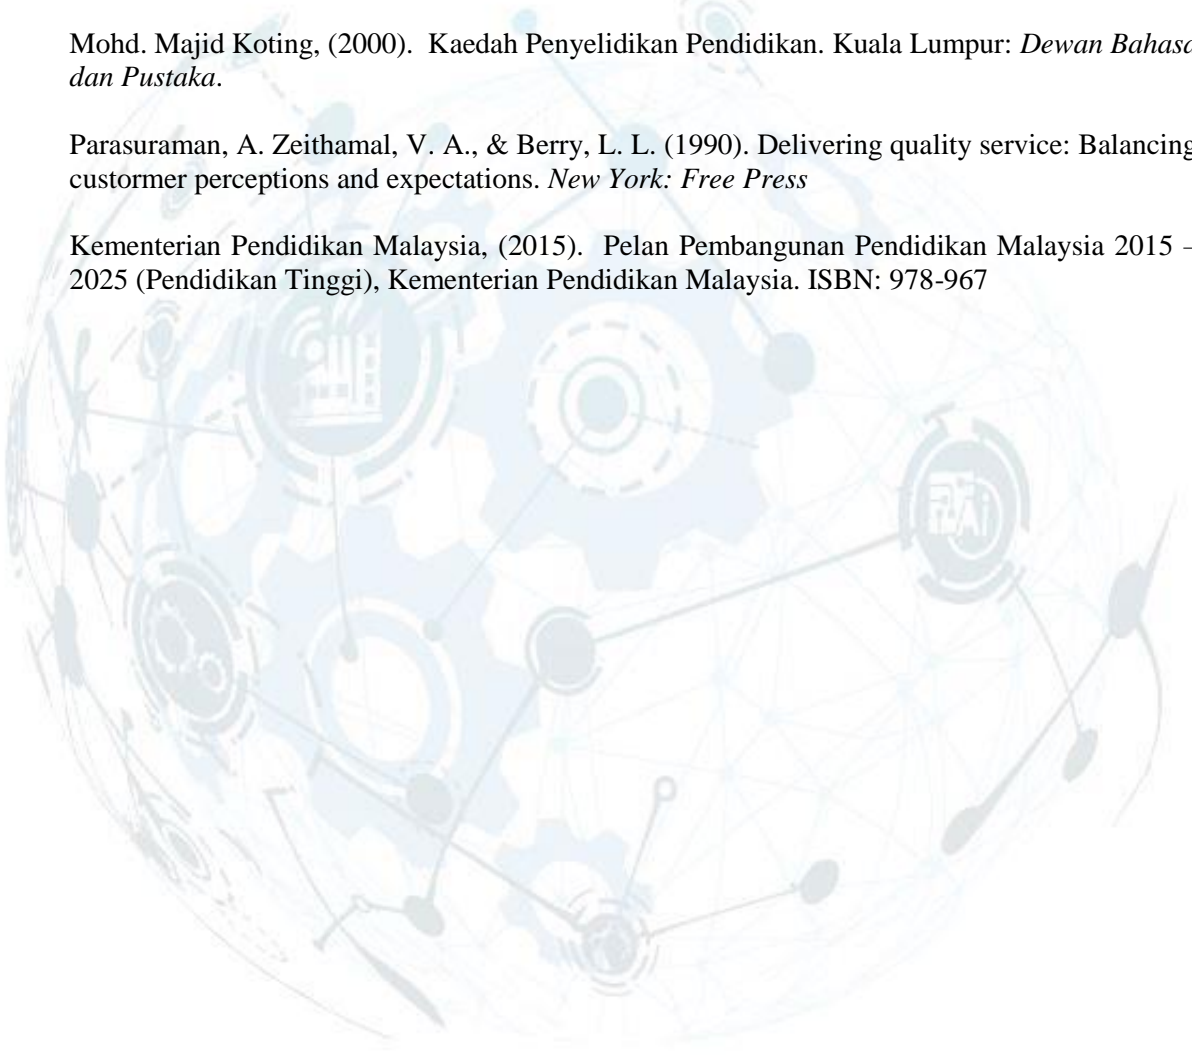 Mohd. Majid Koting, (2000). Kaedah Penyelidikan Pendidikan. Kuala Lumpur: Dewan Bahasa
dan Pustaka.
Parasuraman, A. Zeithamal, V. A., & Berry, L. L. (1990). Delivering quality service: Balancing
custormer perceptions and expectations. New York: Free Press
Kementerian Pendidikan Malaysia, (2015). Pelan Pembangunan Pendidikan Malaysia 2015 –
2025 (Pendidikan Tinggi), Kementerian Pendidikan Malaysia. ISBN: 978-967